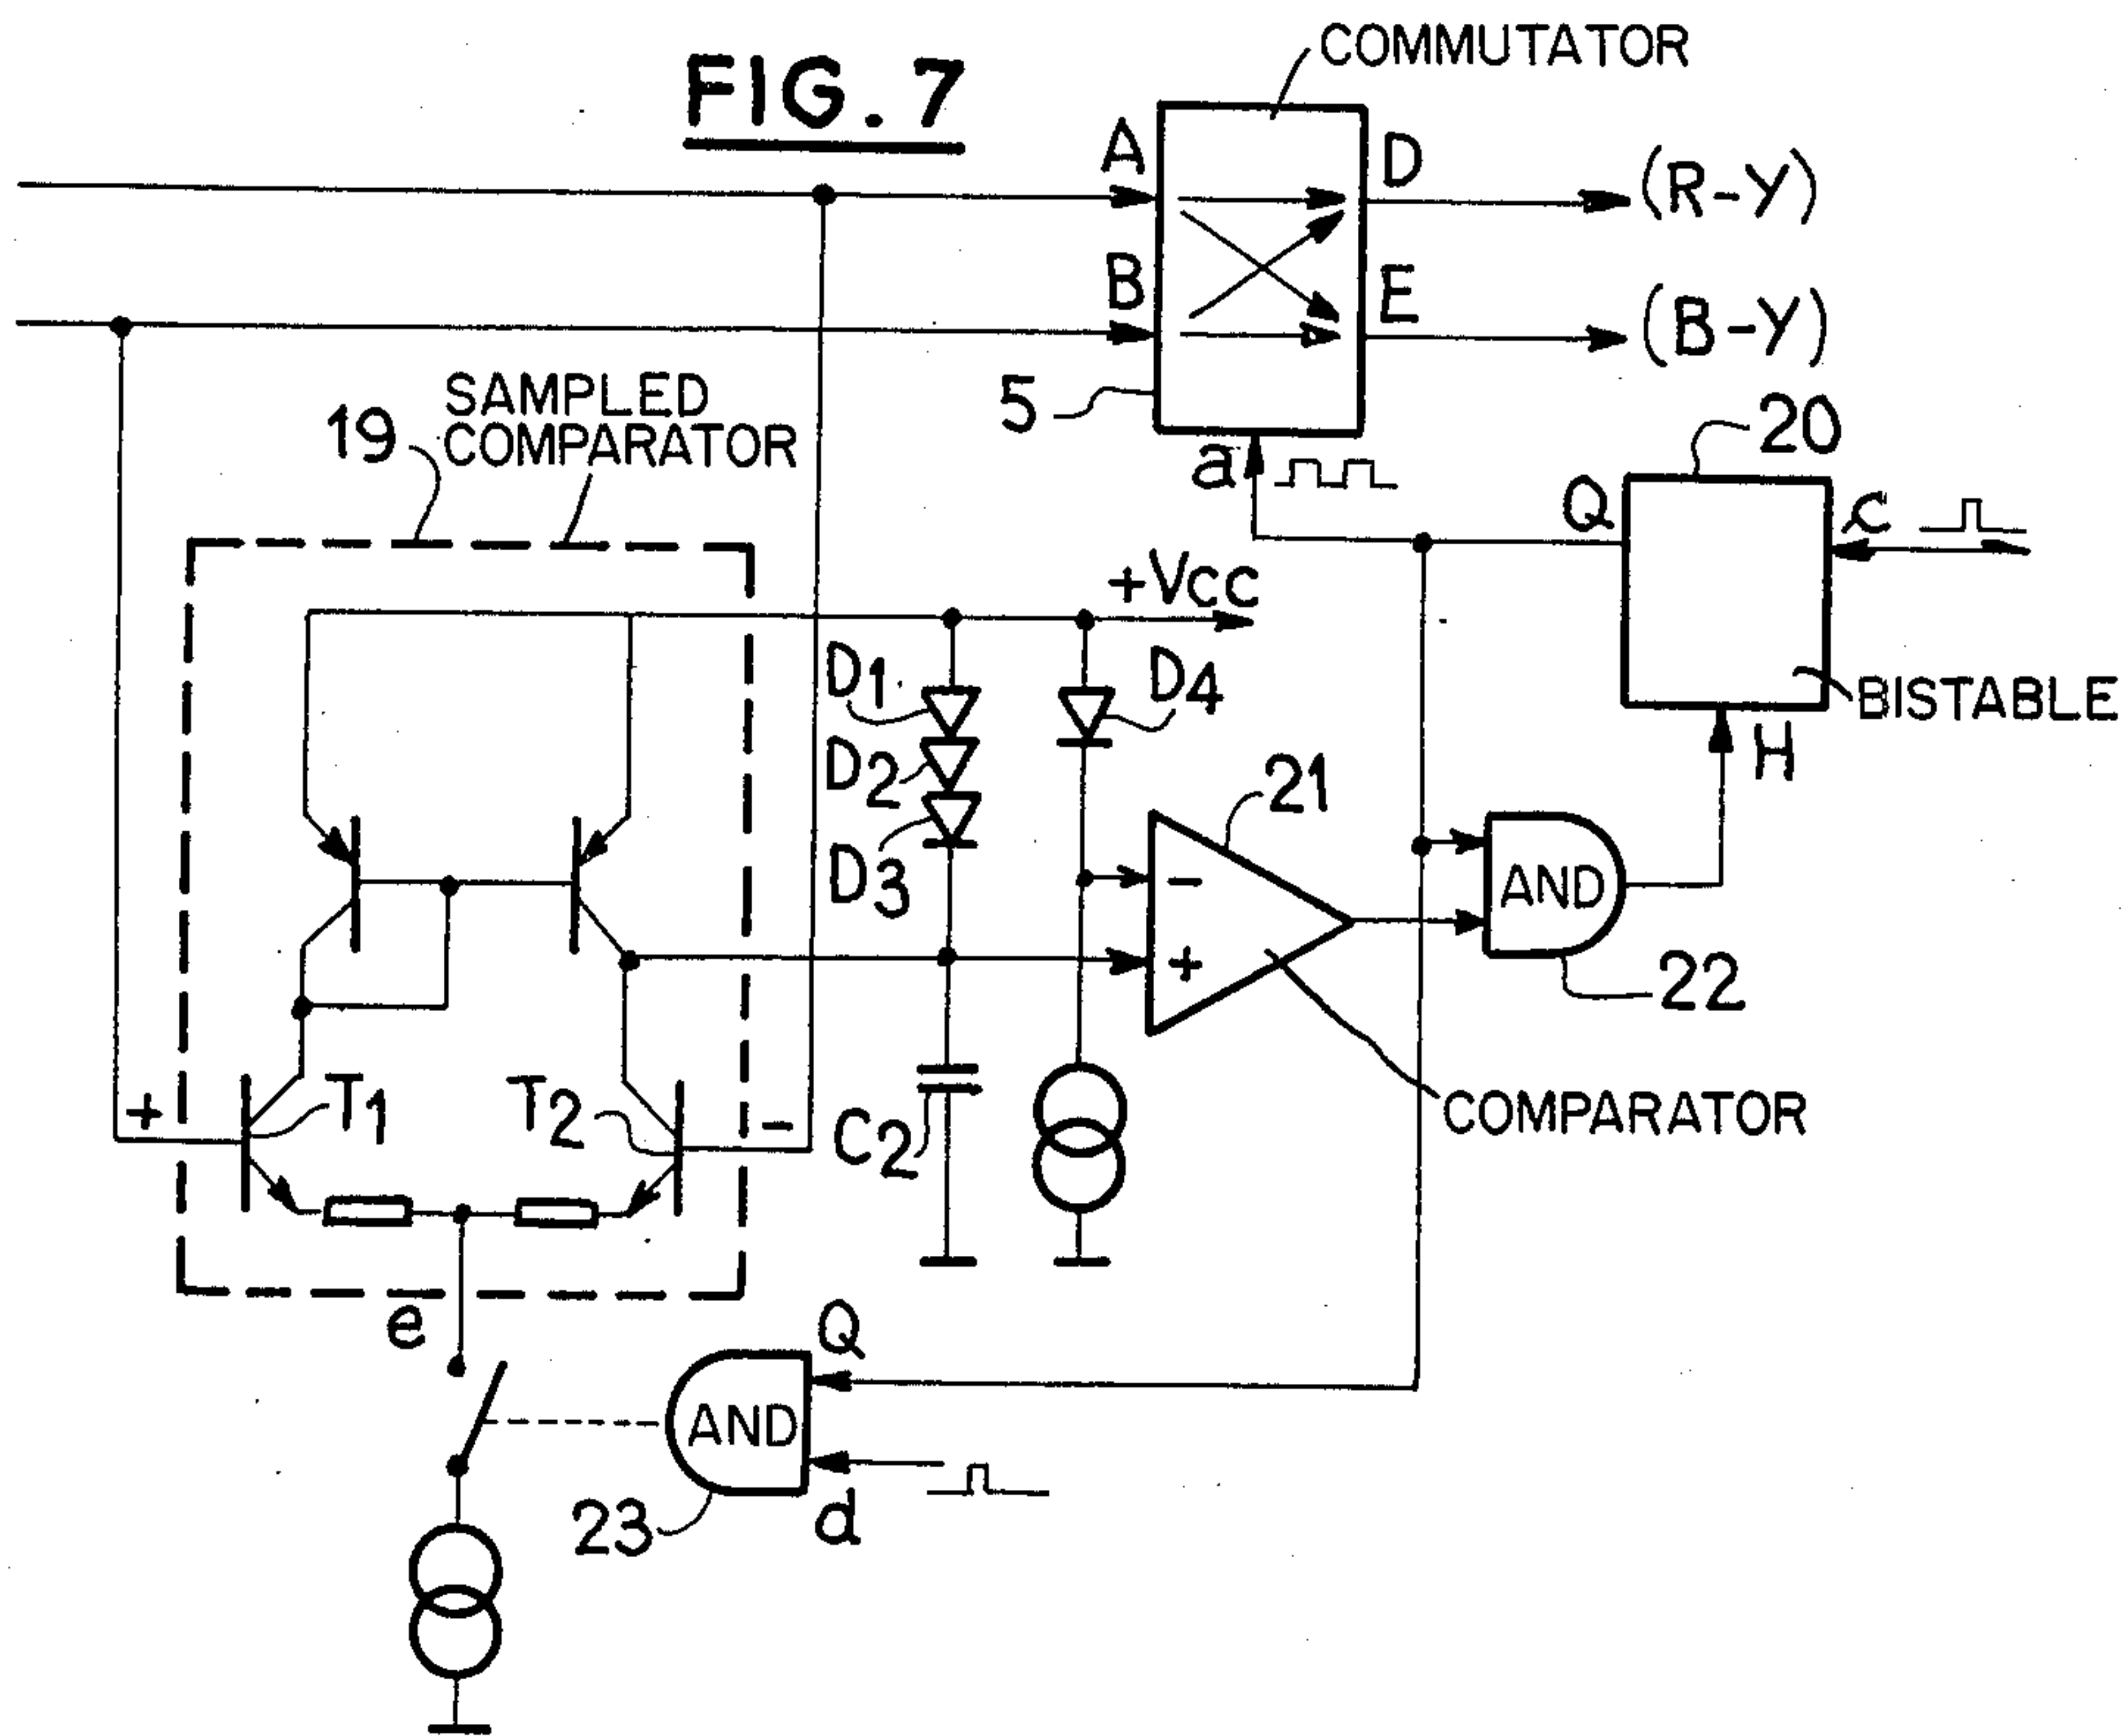 FIG. 7
COMMUTATOR
A
D
(R-Y)
B
E
(B-Y)
5
a
19
SAMPLED
COMPARATOR
20
Q
c
BISTABLE
H
+Vcc
D1
D4
D2
D3
21
-
+
AND
22
COMPARATOR
+
T1
T2
-
C2
e
Q
AND
d
23